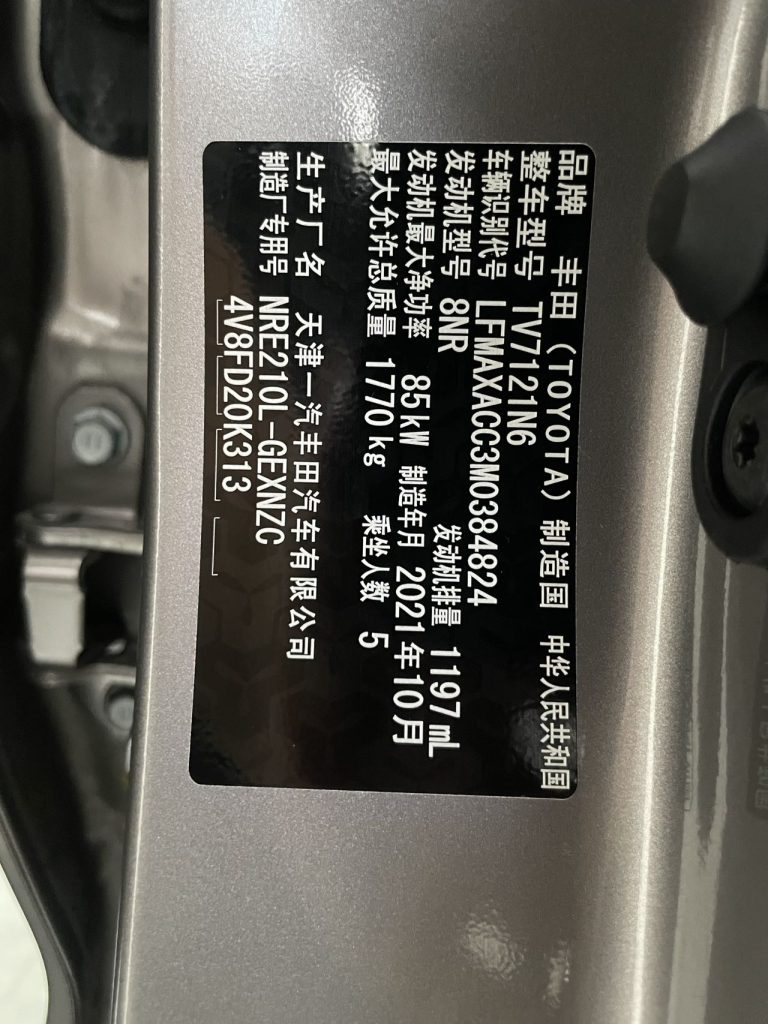 品牌 丰田(TOYOTA) 制造国 中华人民共和国
整车型号 TV7121N6
车辆识别代号 LFMAXACC3M0384824
发动机型号 8NR 发动机排量 1197mL
发动机最大净功率 85kW 制造年月 2021年10月
最大允许总质量 1770kg 乘坐人数 5
生产厂名 天津一汽丰田汽车有限公司
制造厂专用号 NRE210L-GEXNZC
4V8FD20K313